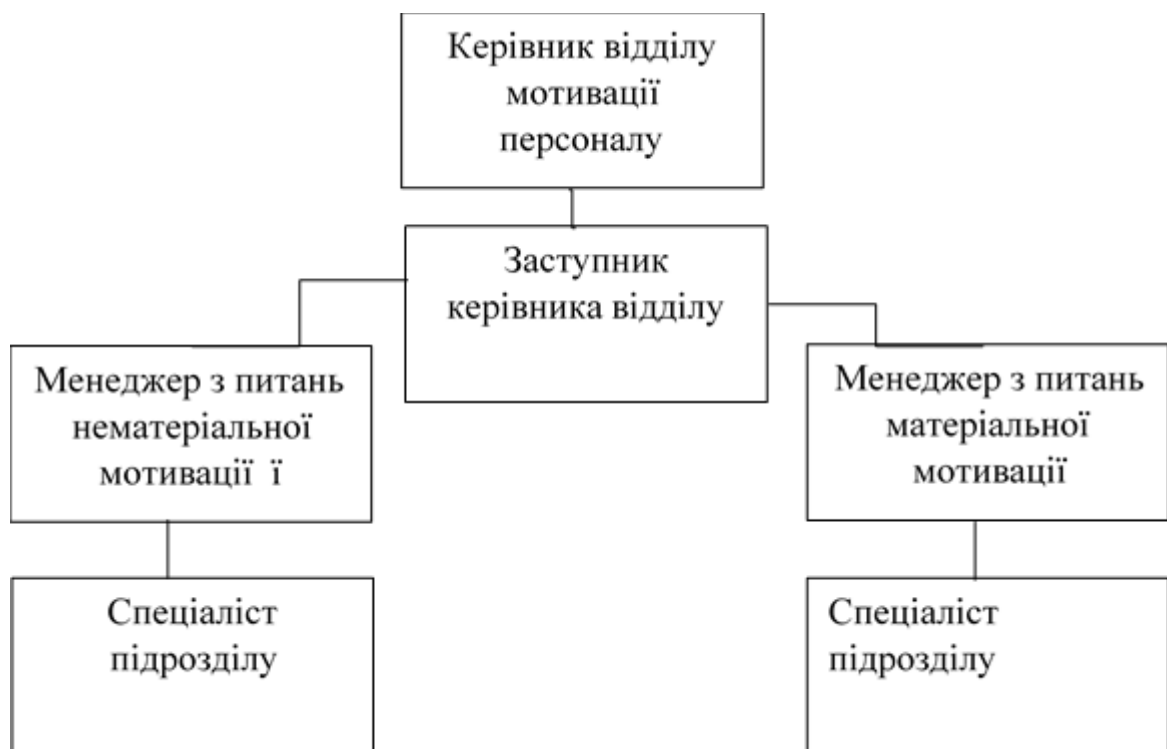 Керівник відділу
мотивації
персоналу
Заступник
керівника відділу
Менеджер з питань
нематеріальної
мотивації ї
Менеджер з питань
матеріальної
мотивації
Спеціаліст
підрозділу
Спеціаліст
підрозділу